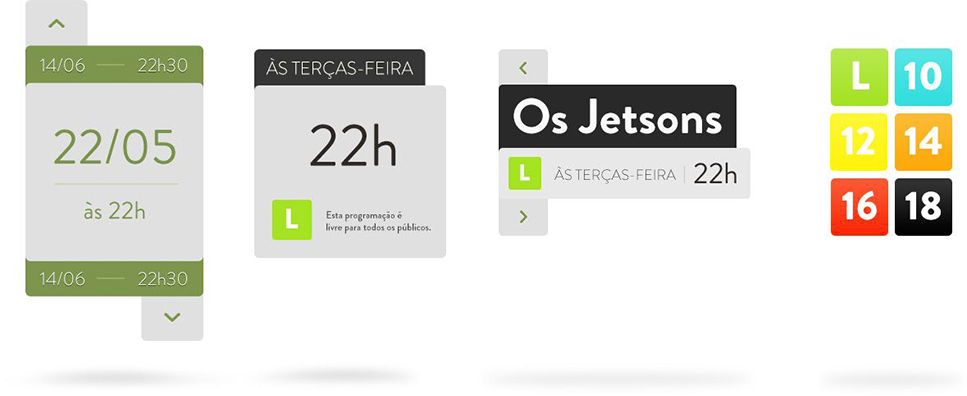 14/06 22h30
22/05
às 22h
14/06 22h30
ÀS TERÇAS-FEIRA
22h
L
Esta programação é
livre para todos os públicos.
Os Jetsons
L ÀS TERÇAS-FEIRA | 22h
L 10
12 14
16 18